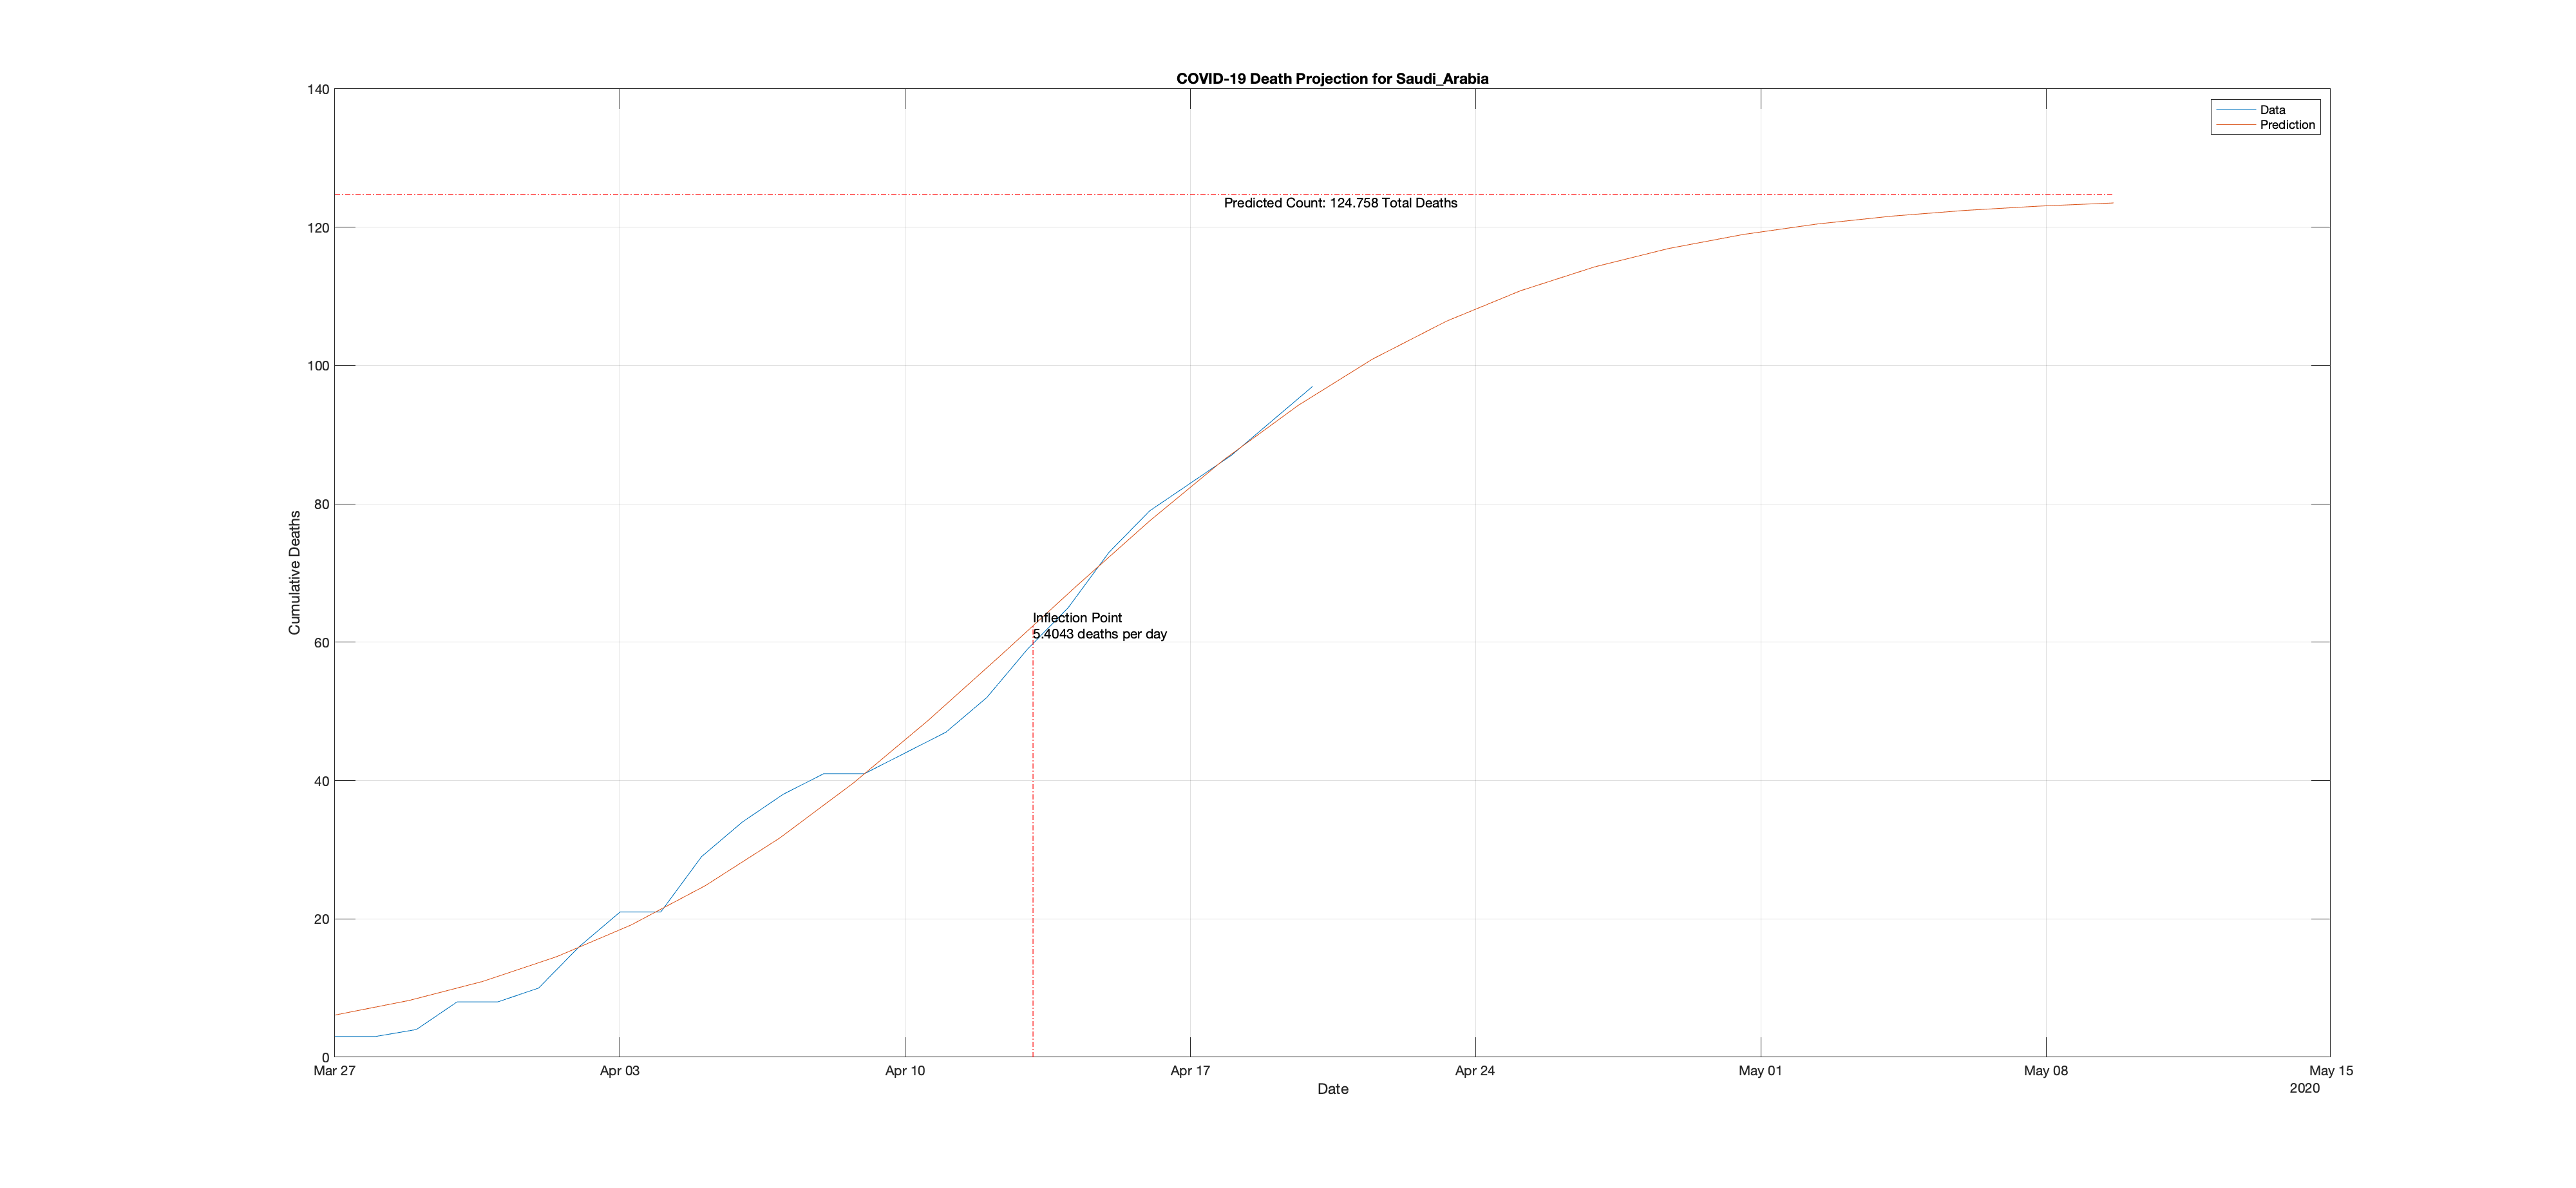 COVID-19 Death Projection for Saudi_Arabia
140
120
100
80
60
40
20
0
Cumulative Deaths
Data
Prediction
Predicted Count: 124.758 Total Deaths
Inflection Point
5.4043 deaths per day
Mar 27 Apr 03 Apr 10 Apr 17 Apr 24 May 01 May 08 May 15
2020
Date